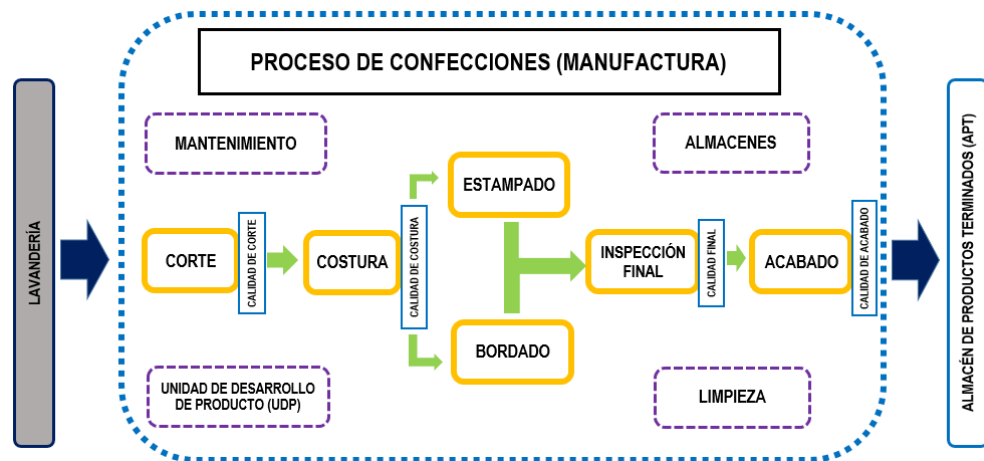 PROCESO DE CONFECCIONES (MANUFACTURA)
LAVANDERÍA
MANTENIMIENTO
ALMACENES
ESTAMPADO
CORTE
CALIDAD DE CORTE
COSTURA
CALIDAD DE COSTURA
INSPECCIÓN
FINAL
CALIDAD FINAL
ACABADO
CALIDAD DE ACABADO
BORDADO
UNIDAD DE DESARROLLO
DE PRODUCTO (UDP)
LIMPIEZA
ALMACÉN DE PRODUCTOS TERMINADOS (APT)